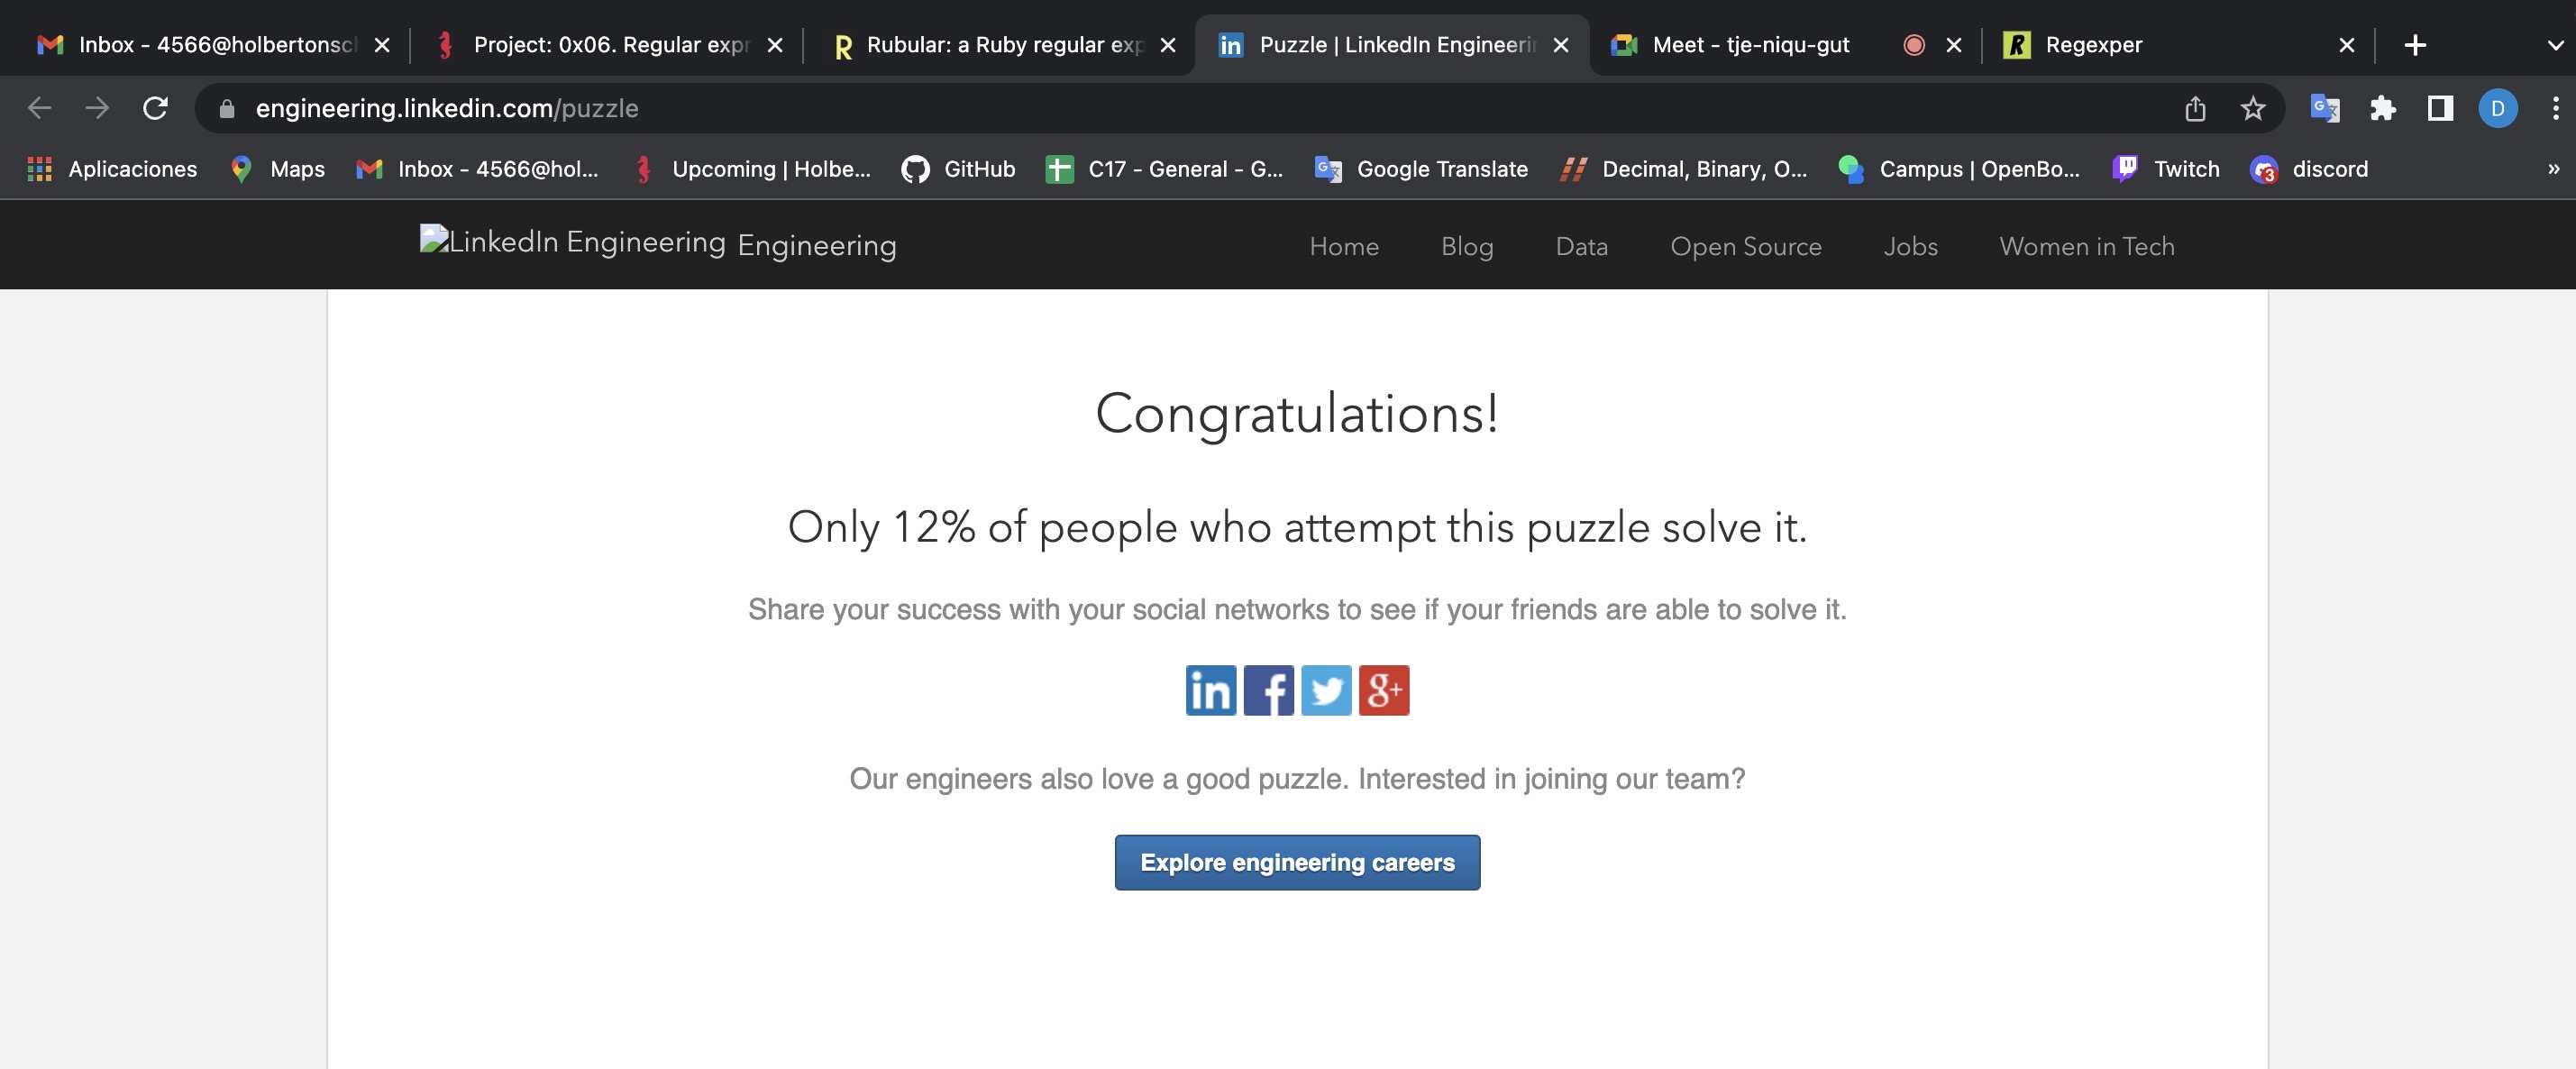 Inbox - 4566@holbertonsc
Project: 0x06. Regular expr
Rubular: a Ruby regular exp
Puzzle | LinkedIn Engineerin
Meet - tje-niqu-gut
Regexper
engineering.linkedin.com/puzzle
D
Aplicaciones
Maps
Inbox - 4566@hol...
Upcoming | Holbe...
GitHub
C17 - General - G...
Google Translate
Decimal, Binary, O...
Campus | OpenBo...
Twitch
3
discord
»
LinkedIn Engineering Engineering
Home
Blog
Data
Open Source
Jobs
Women in Tech
Congratulations!
Only 12% of people who attempt this puzzle solve it.
Share your success with your social networks to see if your friends are able to solve it.
in f g+
Our engineers also love a good puzzle. Interested in joining our team?
Explore engineering careers